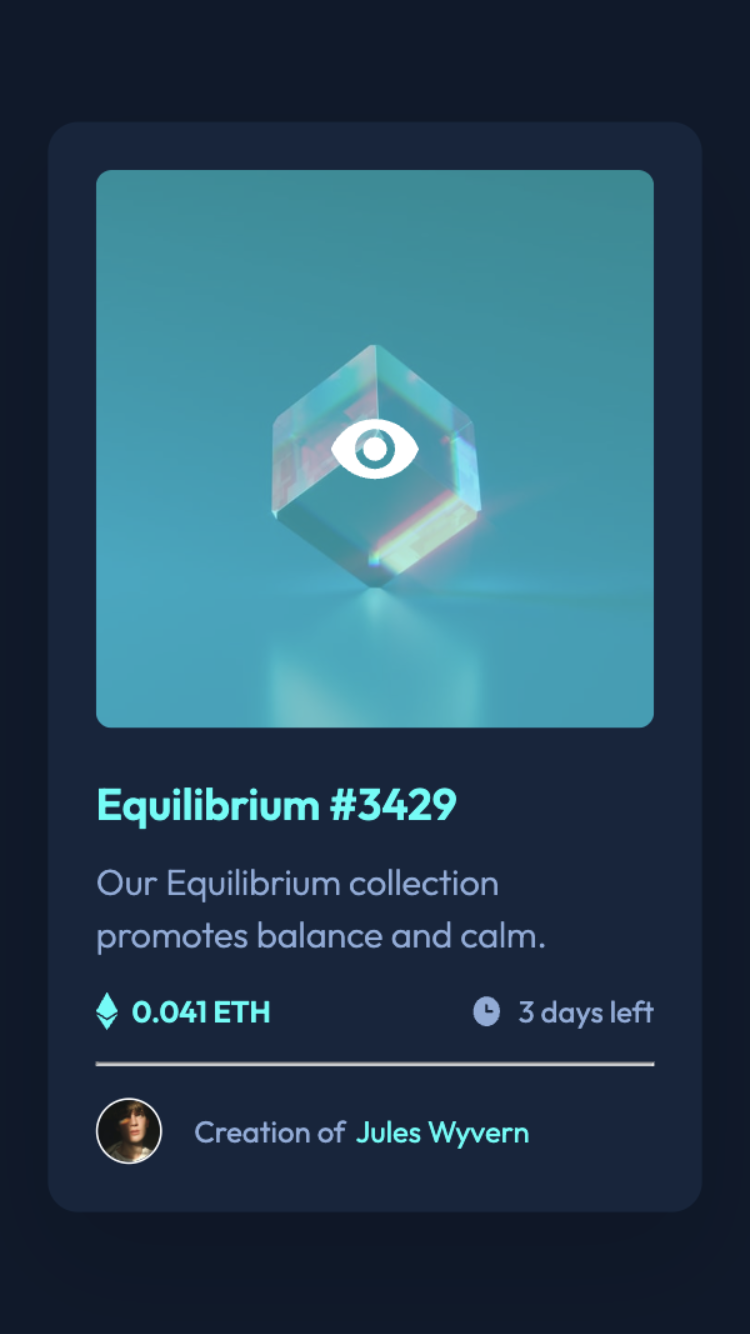 Equilibrium #3429
Our Equilibrium collection
promotes balance and calm.
0.041 ETH
3 days left
Creation of Jules Wyvern